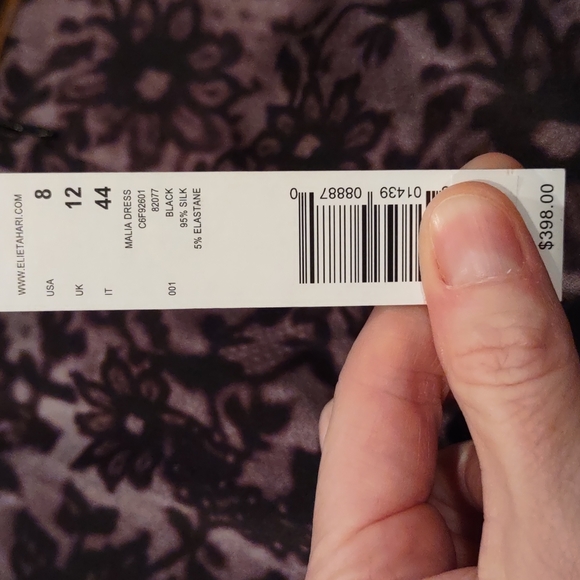 WWW.ELIETAHARI.COM
USA 8
UK 12
IT 44
MALIA DRESS
C6F92601
82077
001 BLACK
95% SILK
5% ELASTANE
01439 08887 0
$398.00